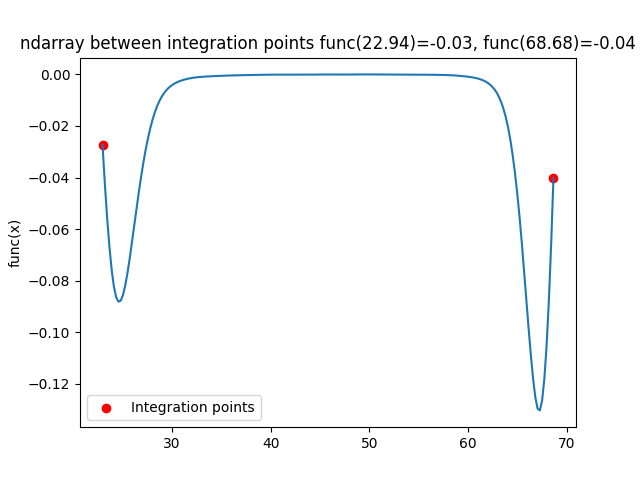 ndarray between integration points func(22.94)=-0.03, func(68.68)=-0.04
0.00
−0.02
−0.04
−0.06
−0.08
−0.10
−0.12
func(x)
Integration points
30 40 50 60 70